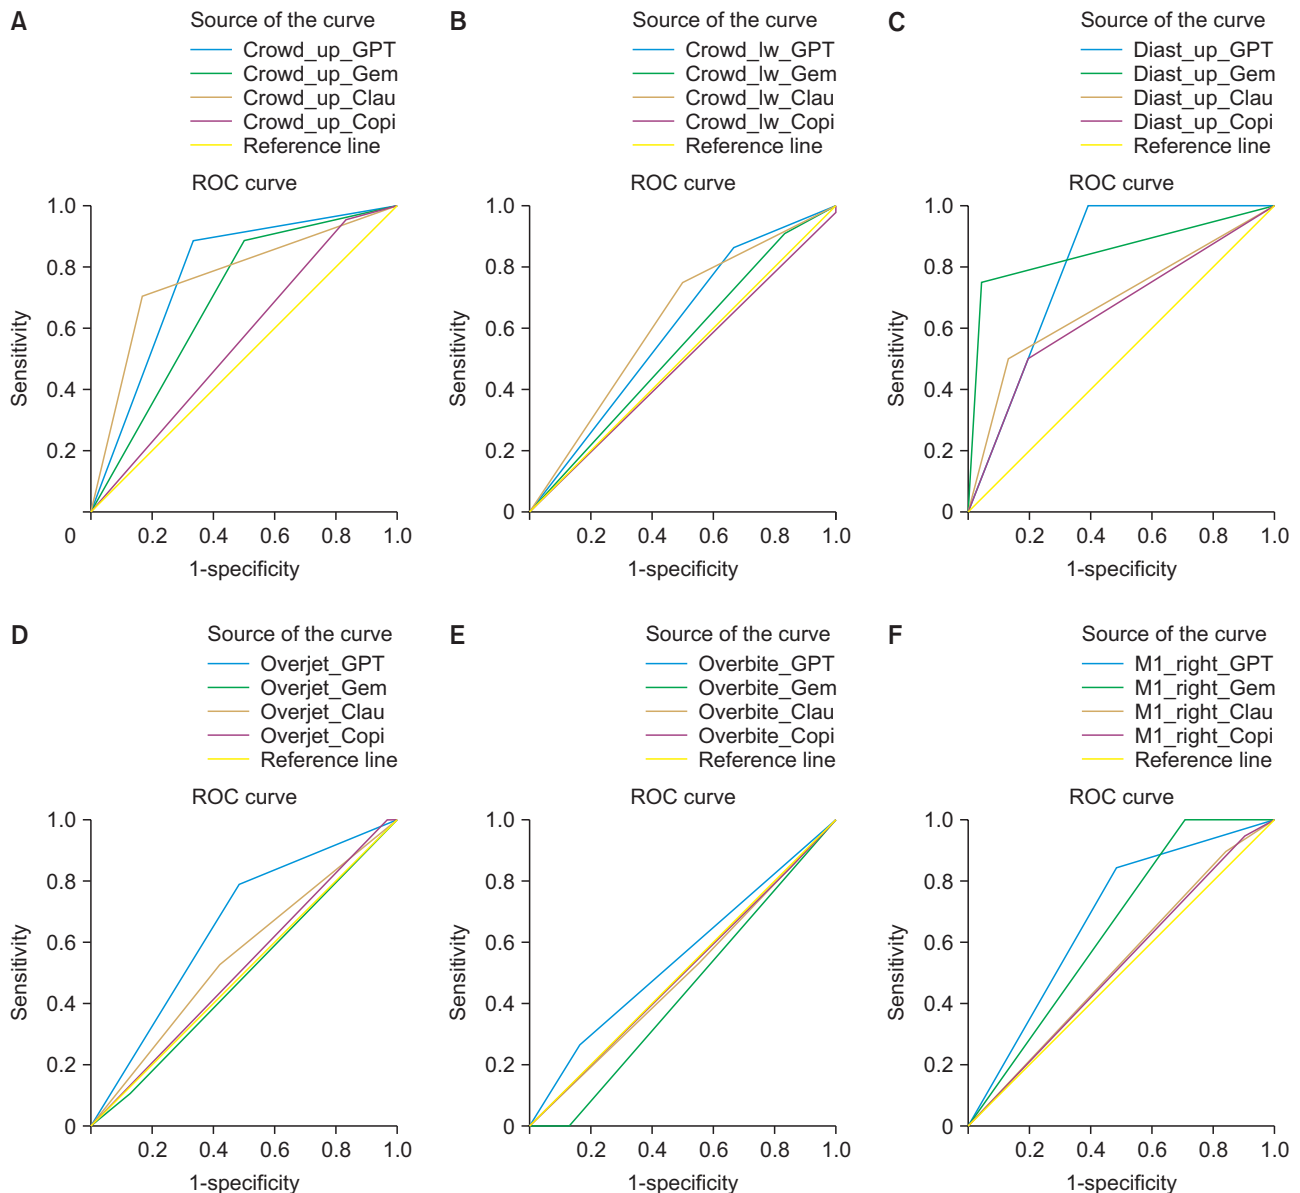 A
Source of the curve
Crowd_up_GPT
Crowd_up_Gem
Crowd_up_Clau
Crowd_up_Copi
Reference line
ROC curve
1.0
0.8
0.6
0.4
0.2
Sensitivity
0 0.2 0.4 0.6 0.8 1.0
1-specificity
B
Source of the curve
Crowd_lw_GPT
Crowd_lw_Gem
Crowd_lw_Clau
Crowd_lw_Copi
Reference line
ROC curve
1.0
0.8
0.6
0.4
0.2
0
Sensitivity
0.2 0.4 0.6 0.8 1.0
1-specificity
C
Source of the curve
Diast_up_GPT
Diast_up_Gem
Diast_up_Clau
Diast_up_Copi
Reference line
ROC curve
1.0
0.8
0.6
0.4
0.2
0
Sensitivity
0.2 0.4 0.6 0.8 1.0
1-specificity
D
Source of the curve
Overjet_GPT
Overjet_Gem
Overjet_Clau
Overjet_Copi
Reference line
ROC curve
1.0
0.8
0.6
0.4
0.2
0
Sensitivity
0.2 0.4 0.6 0.8 1.0
1-specificity
E
Source of the curve
Overbite_GPT
Overbite_Gem
Overbite_Clau
Overbite_Copi
Reference line
ROC curve
1.0
0.8
0.6
0.4
0.2
0
Sensitivity
0.2 0.4 0.6 0.8 1.0
1-specificity
F
Source of the curve
M1_right_GPT
M1_right_Gem
M1_right_Clau
M1_right_Copi
Reference line
ROC curve
1.0
0.8
0.6
0.4
0.2
0
Sensitivity
0.2 0.4 0.6 0.8 1.0
1-specificity